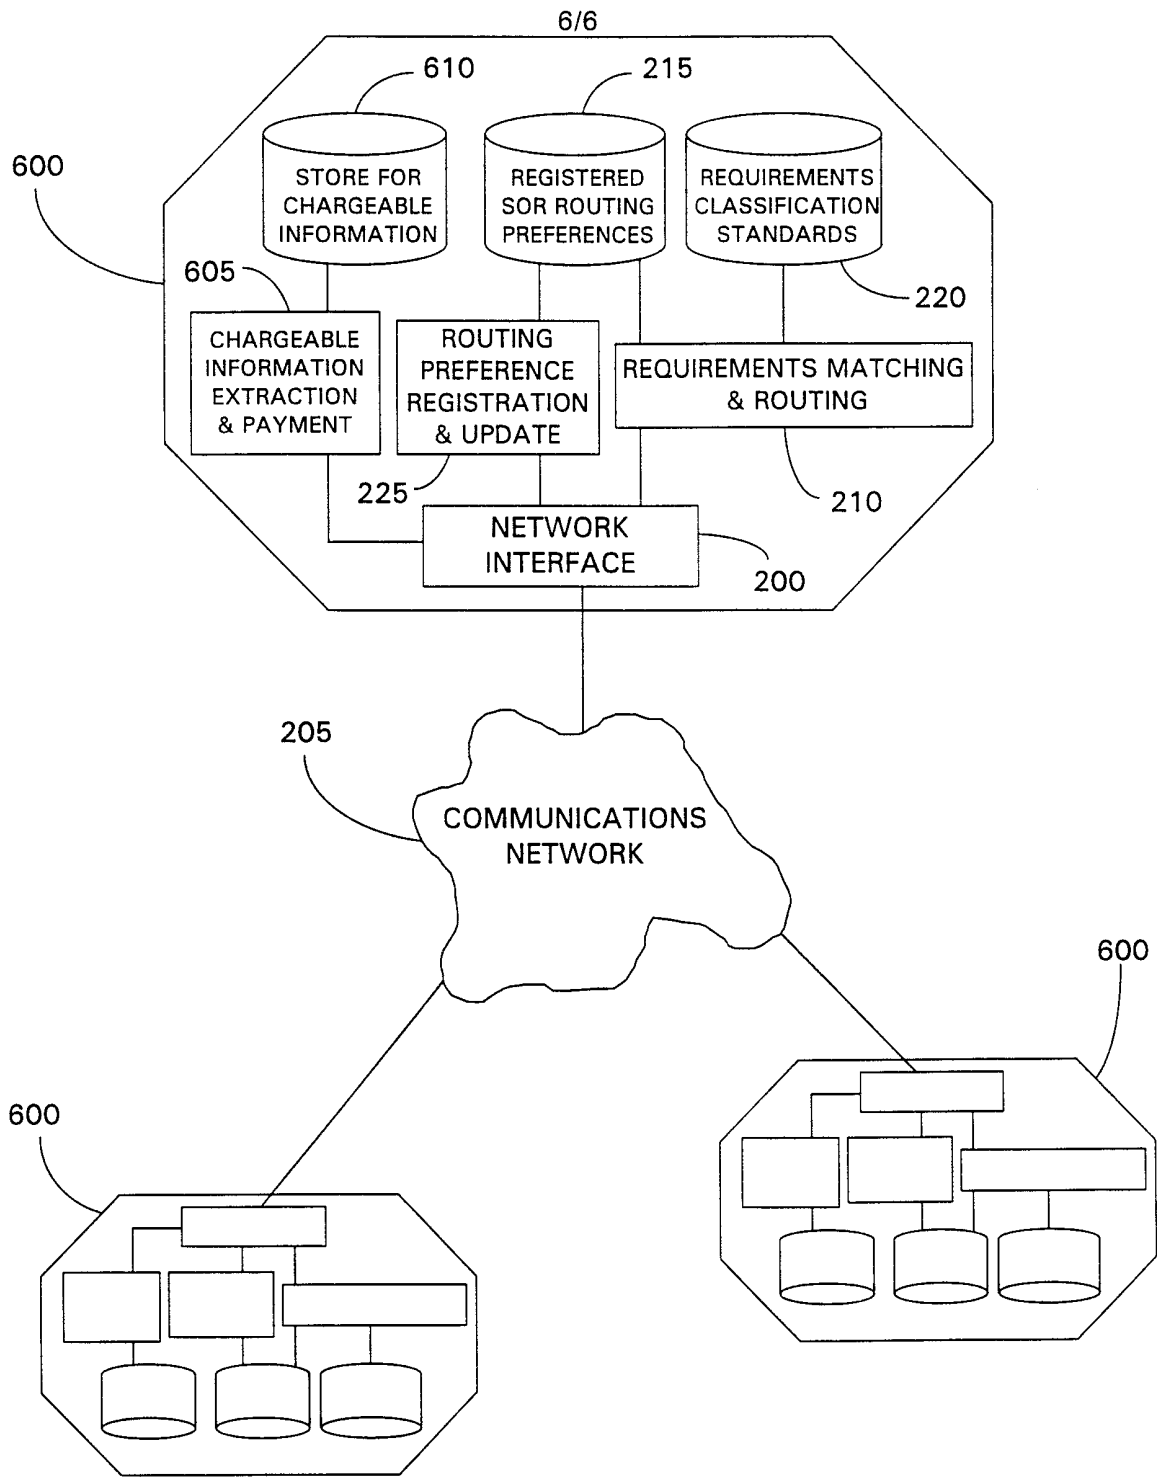 6/6
610
215
600
STORE FOR
CHARGEABLE
INFORMATION
REGISTERED
SOR ROUTING
PREFERENCES
REQUIREMENTS
CLASSIFICATION
STANDARDS
605
220
CHARGEABLE
INFORMATION
EXTRACTION
& PAYMENT
ROUTING
PREFERENCE
REGISTRATION
& UPDATE
REQUIREMENTS MATCHING
& ROUTING
225
210
NETWORK
INTERFACE
200
205
COMMUNICATIONS
NETWORK
600
600